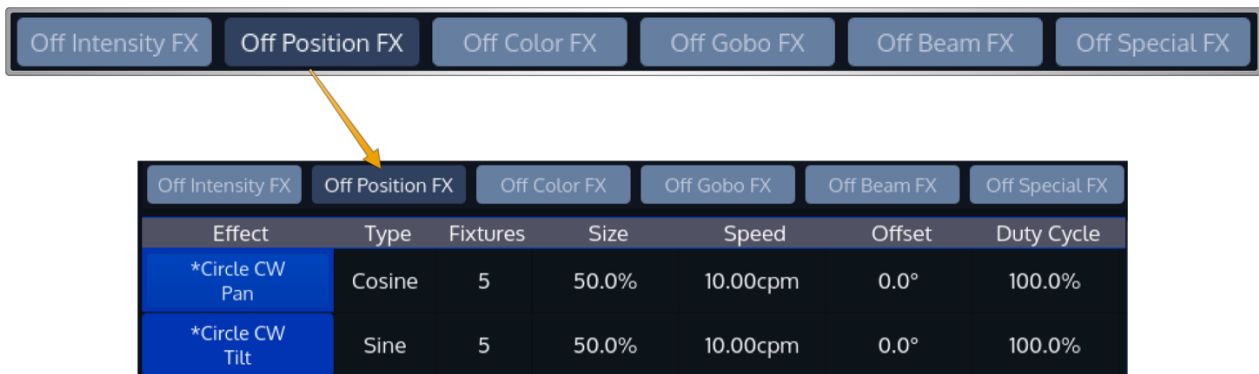 Off Intensity FX Off Position FX Off Color FX Off Gobo FX Off Beam FX Off Special FX
Off Intensity FX Off Position FX Off Color FX Off Gobo FX Off Beam FX Off Special FX
Effect Type Fixtures Size Speed Offset Duty Cycle
*Circle CW
Pan
Cosine 5 50.0% 10.00cpm 0.0° 100.0%
*Circle CW
Tilt
Sine 5 50.0% 10.00cpm 0.0° 100.0%